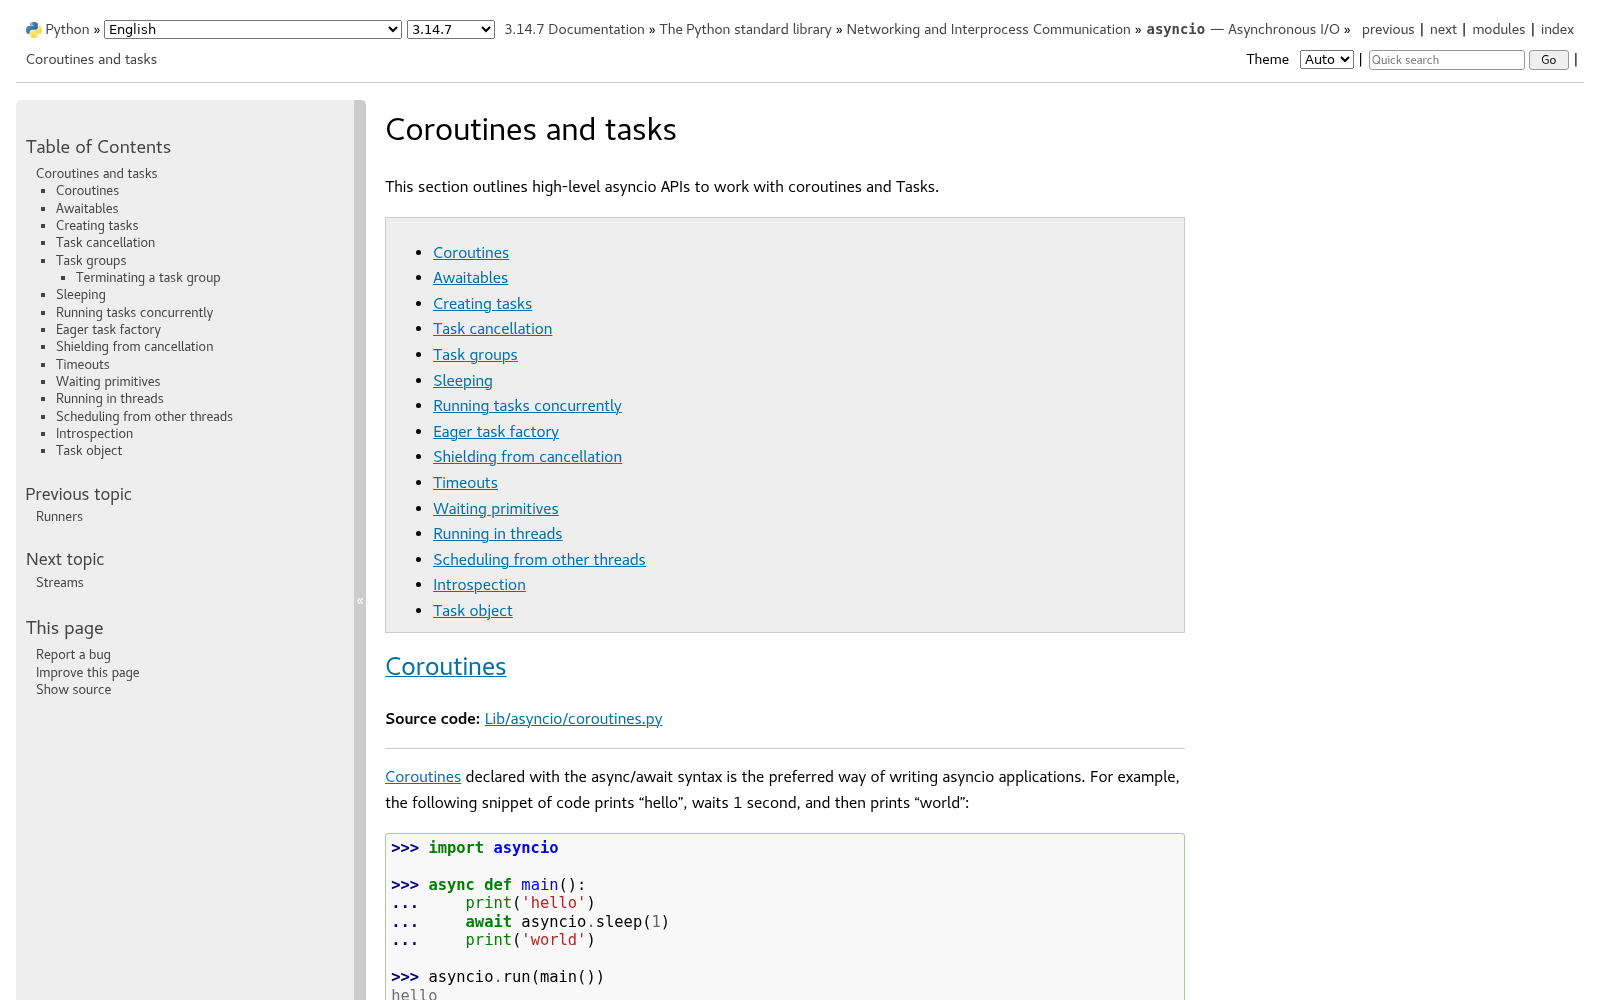 Python » English 3.14.7 3.14.7 Documentation » The Python standard library » Networking and Interprocess Communication » asyncio — Asynchronous I/O » previous | next | modules | index
Coroutines and tasks Theme Auto | Quick search Go |
Table of Contents
Coroutines and tasks
Coroutines
Awaitables
Creating tasks
Task cancellation
Task groups
Terminating a task group
Sleeping
Running tasks concurrently
Eager task factory
Shielding from cancellation
Timeouts
Waiting primitives
Running in threads
Scheduling from other threads
Introspection
Task object
Previous topic
Runners
Next topic
Streams
This page
Report a bug
Improve this page
Show source
«
Coroutines and tasks
This section outlines high-level asyncio APIs to work with coroutines and Tasks.
Coroutines
Awaitables
Creating tasks
Task cancellation
Task groups
Sleeping
Running tasks concurrently
Eager task factory
Shielding from cancellation
Timeouts
Waiting primitives
Running in threads
Scheduling from other threads
Introspection
Task object
Coroutines
Source code: Lib/asyncio/coroutines.py
Coroutines declared with the async/await syntax is the preferred way of writing asyncio applications. For example,
the following snippet of code prints “hello”, waits 1 second, and then prints “world”:
>>> import asyncio
>>> async def main():
...     print('hello')
...     await asyncio.sleep(1)
...     print('world')
>>> asyncio.run(main())
hello